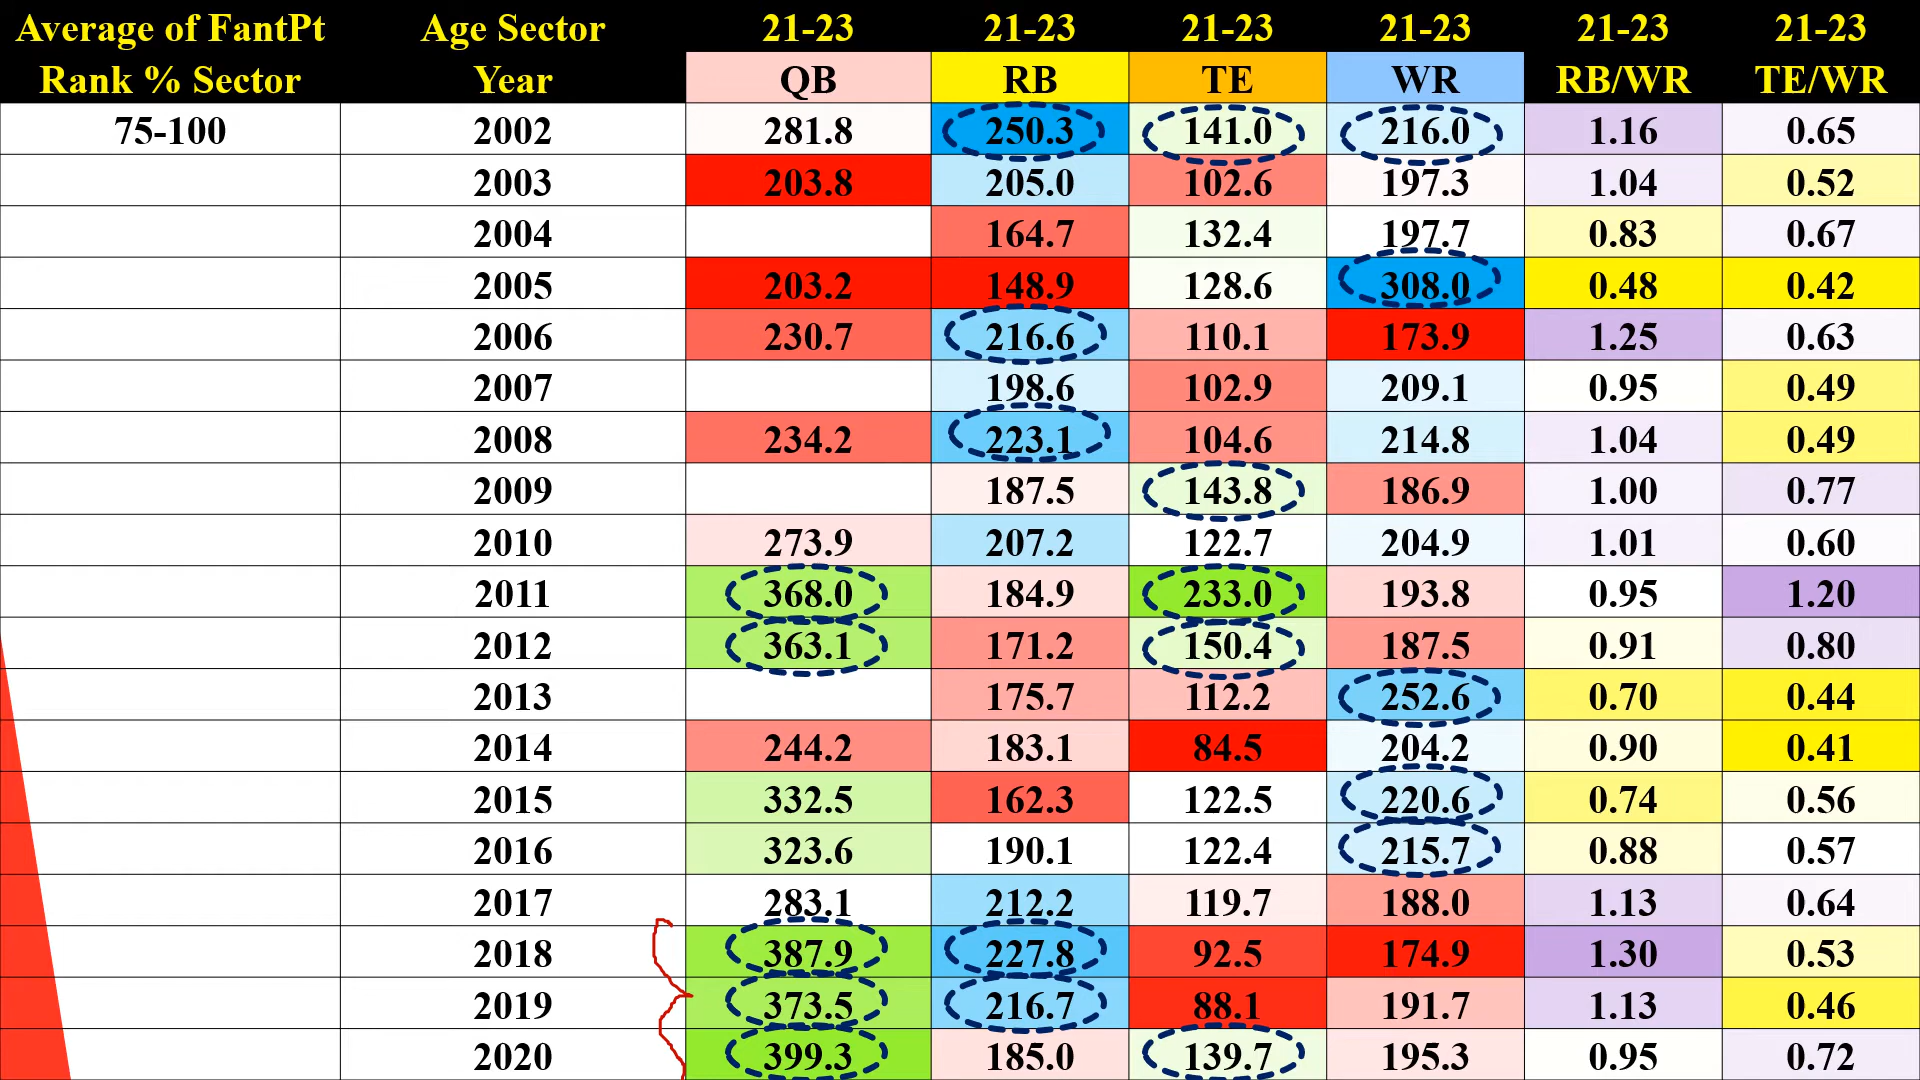 Average of FantPt Age Sector 21-23 21-23 21-23 21-23 21-23 21-23
Rank % Sector Year QB RB TE WR RB/WR TE/WR
75-100 2002 281.8 250.3 141.0 216.0 1.16 0.65
2003 203.8 205.0 102.6 197.3 1.04 0.52
2004 164.7 132.4 197.7 0.83 0.67
2005 203.2 148.9 128.6 308.0 0.48 0.42
2006 230.7 216.6 110.1 173.9 1.25 0.63
2007 198.6 102.9 209.1 0.95 0.49
2008 234.2 223.1 104.6 214.8 1.04 0.49
2009 187.5 143.8 186.9 1.00 0.77
2010 273.9 207.2 122.7 204.9 1.01 0.60
2011 368.0 184.9 233.0 193.8 0.95 1.20
2012 363.1 171.2 150.4 187.5 0.91 0.80
2013 175.7 112.2 252.6 0.70 0.44
2014 244.2 183.1 84.5 204.2 0.90 0.41
2015 332.5 162.3 122.5 220.6 0.74 0.56
2016 323.6 190.1 122.4 215.7 0.88 0.57
2017 283.1 212.2 119.7 188.0 1.13 0.64
2018 387.9 227.8 92.5 174.9 1.30 0.53
2019 373.5 216.7 88.1 191.7 1.13 0.46
2020 399.3 185.0 139.7 195.3 0.95 0.72